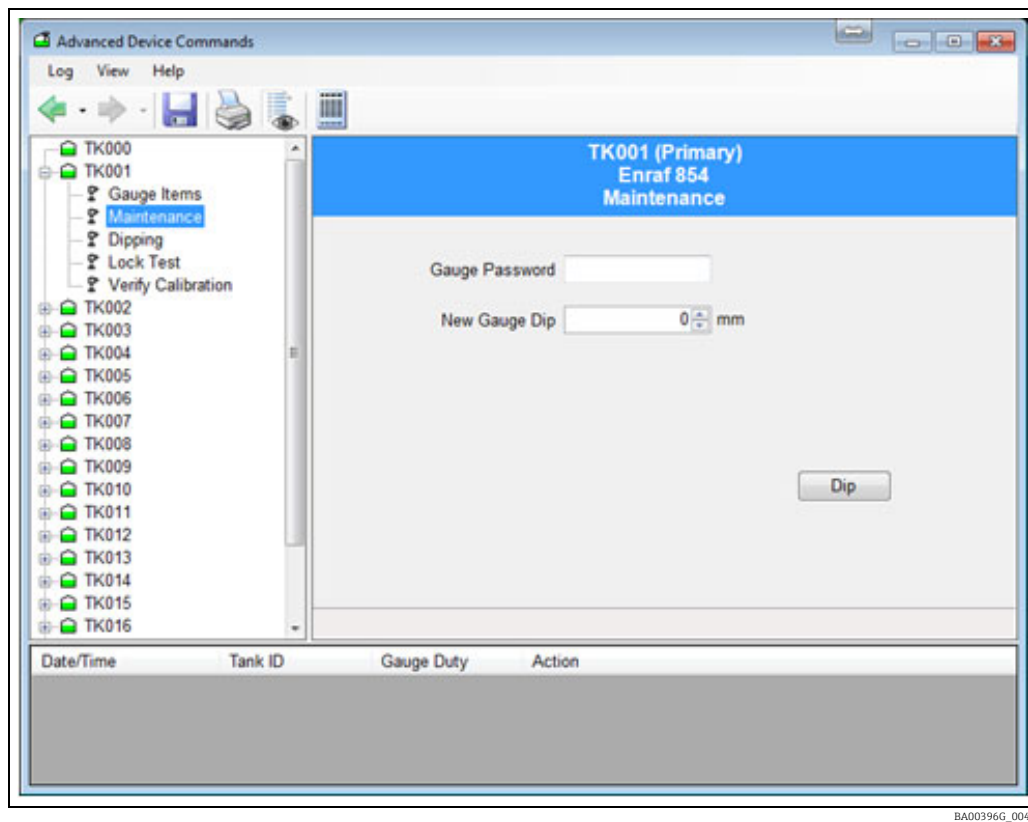 Advanced Device Commands
Log View Help
TK000
TK001
Gauge Items
Maintenance
Dipping
Lock Test
Verify Calibration
TK002
TK003
TK004
TK005
TK006
TK007
TK008
TK009
TK010
TK011
TK012
TK013
TK014
TK015
TK016
TK001 (Primary)
Enraf 854
Maintenance
Gauge Password
New Gauge Dip 0 mm
Dip
Date/Time Tank ID Gauge Duty Action
BA00396G_004